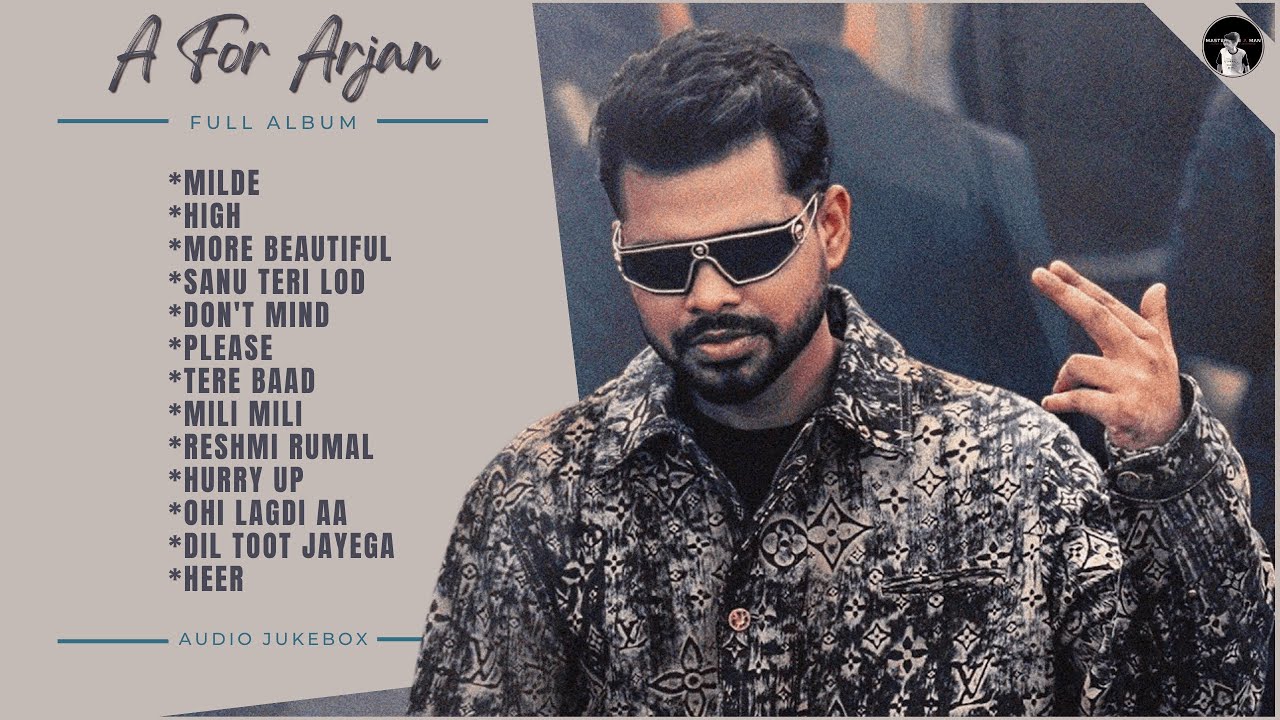 A For Arjan
FULL ALBUM
*MILDE
*HIGH
*MORE BEAUTIFUL
*SANU TERI LOD
*DON'T MIND
*PLEASE
*TERE BAAD
*MILI MILI
*RESHMI RUMAL
*HURRY UP
*OHI LAGDI AA
*DIL TOOT JAYEGA
*HEER
AUDIO JUKEBOX